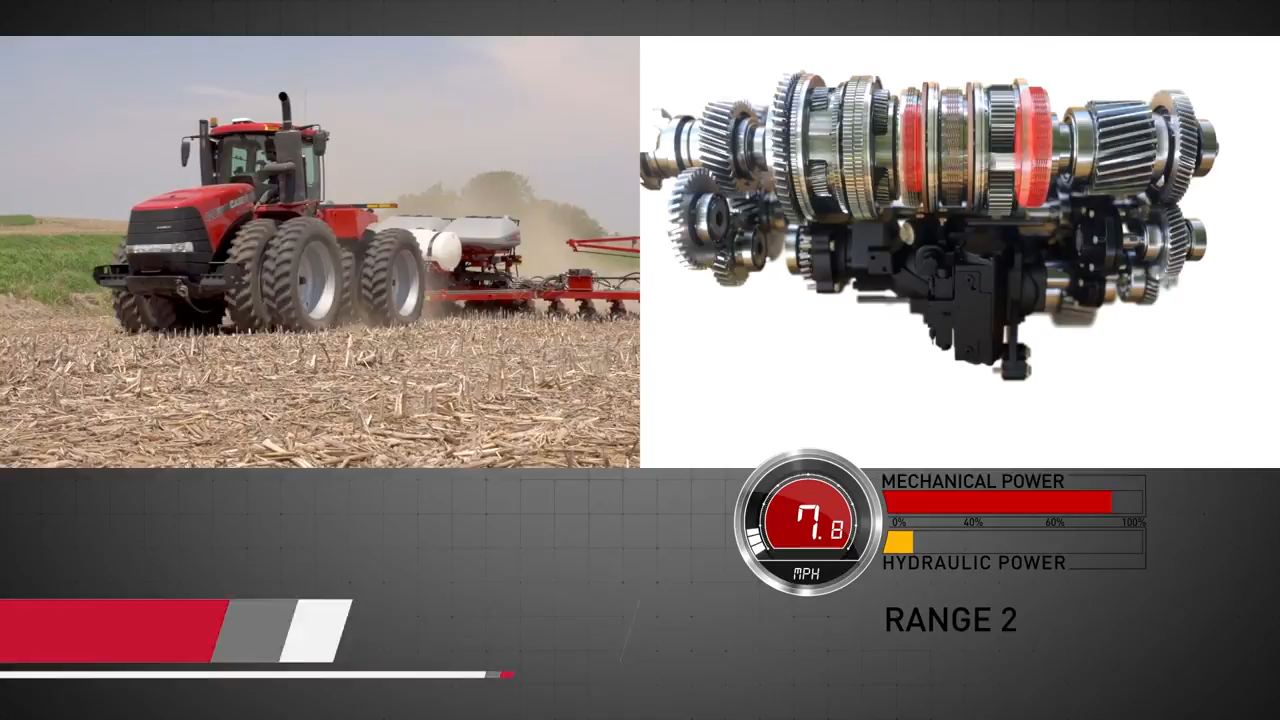 MECHANICAL POWER
0% 40% 60% 100%
HYDRAULIC POWER
7.8
MPH
RANGE 2